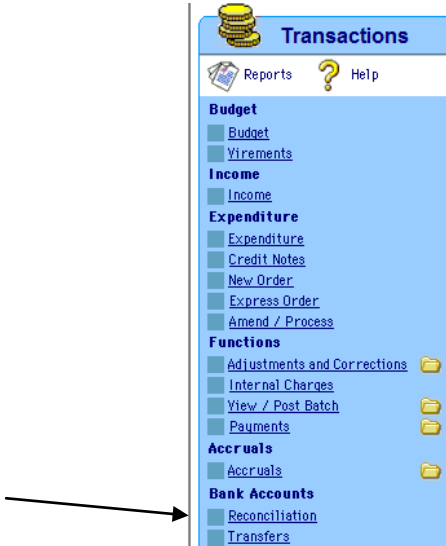 Transactions
Reports Help
Budget
Budget
Virements
Income
Income
Expenditure
Expenditure
Credit Notes
New Order
Express Order
Amend / Process
Functions
Adjustments and Corrections
Internal Charges
View / Post Batch
Payments
Accruals
Accruals
Bank Accounts
Reconciliation
Transfers